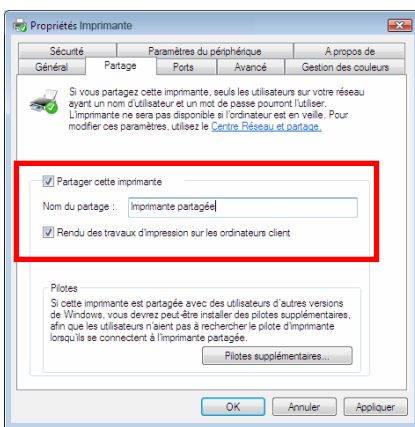 Propriétés Imprimante
Sécurité
Paramètres du périphérique
A propos de
Général
Partage
Ports
Avancé
Gestion des couleurs
Si vous partagez cette imprimante, seuls les utilisateurs sur votre réseau
ayant un nom d'utilisateur et un mot de passe pourront l'utiliser.
L'imprimante ne sera pas disponible si l'ordinateur est en veille. Pour
modifier ces paramètres, utilisez le Centre Réseau et partage.
Partager cette imprimante
Nom du partage :
Imprimante partagée
Rendu des travaux d'impression sur les ordinateurs client
Pilotes
Si cette imprimante est partagée avec des utilisateurs d'autres versions
de Windows, vous devrez peut-être installer des pilotes supplémentaires,
afin que les utilisateurs n'aient pas à rechercher le pilote d'imprimante
lorsqu'ils se connectent à l'imprimante partagée.
Pilotes supplémentaires...
OK
Annuler
Appliquer